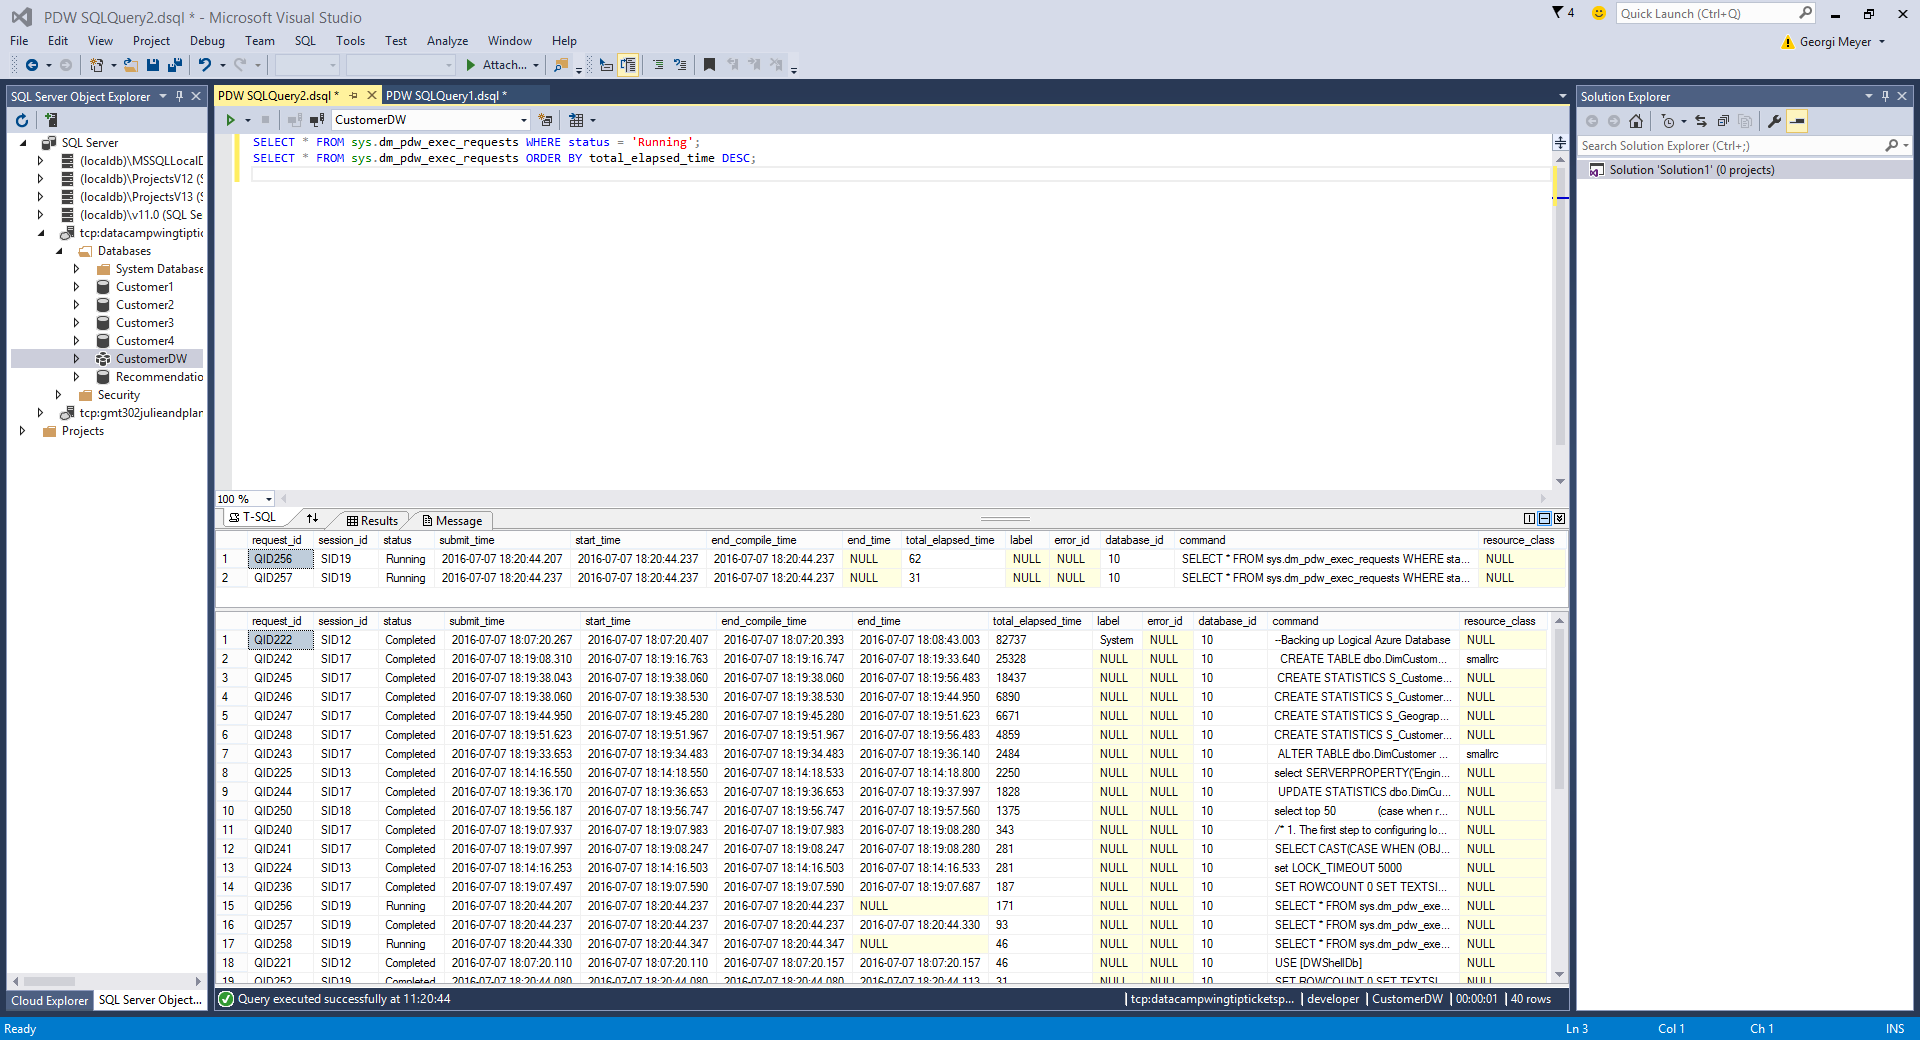 PDW SQLQuery2.dsql * - Microsoft Visual Studio
4
Quick Launch (Ctrl+Q)
File Edit View Project Debug Team SQL Tools Test Analyze Window Help
Georgi Meyer
Attach...
SQL Server Object Explorer
PDW SQLQuery2.dsql *
PDW SQLQuery1.dsql *
Solution Explorer
CustomerDW
Search Solution Explorer (Ctrl+;)
Solution 'Solution1' (0 projects)
SQL Server
(localdb)\MSSQLLocalD
(localdb)\ProjectsV12 (S
(localdb)\ProjectsV13 (S
(localdb)\v11.0 (SQL Se
tcp:datacampwingtiptic
Databases
System Database
Customer1
Customer2
Customer3
Customer4
CustomerDW
Recommendatio
Security
tcp:gmt302julieandplan
Projects
SELECT * FROM sys.dm_pdw_exec_requests WHERE status = 'Running';
SELECT * FROM sys.dm_pdw_exec_requests ORDER BY total_elapsed_time DESC;
100 %
T-SQL
Results
Message
request_id session_id status submit_time start_time end_compile_time end_time total_elapsed_time label error_id database_id command resource_class
1 QID256 SID19 Running 2016-07-07 18:20:44.207 2016-07-07 18:20:44.237 2016-07-07 18:20:44.237 NULL 62 NULL NULL 10 SELECT * FROM sys.dm_pdw_exec_requests WHERE sta... NULL
2 QID257 SID19 Running 2016-07-07 18:20:44.237 2016-07-07 18:20:44.237 2016-07-07 18:20:44.237 NULL 31 NULL NULL 10 SELECT * FROM sys.dm_pdw_exec_requests WHERE sta... NULL
request_id session_id status submit_time start_time end_compile_time end_time total_elapsed_time label error_id database_id command resource_class
1 QID222 SID12 Completed 2016-07-07 18:07:20.267 2016-07-07 18:07:20.407 2016-07-07 18:07:20.393 2016-07-07 18:08:43.003 82737 System NULL 10 --Backing up Logical Azure Database NULL
2 QID242 SID17 Completed 2016-07-07 18:19:08.310 2016-07-07 18:19:16.763 2016-07-07 18:19:16.747 2016-07-07 18:19:33.640 25328 NULL NULL 10 CREATE TABLE dbo.DimCustom... smallrc
3 QID245 SID17 Completed 2016-07-07 18:19:38.043 2016-07-07 18:19:38.060 2016-07-07 18:19:38.060 2016-07-07 18:19:56.483 18437 NULL NULL 10 CREATE STATISTICS S_Custome... NULL
4 QID246 SID17 Completed 2016-07-07 18:19:38.060 2016-07-07 18:19:38.530 2016-07-07 18:19:38.530 2016-07-07 18:19:44.950 6890 NULL NULL 10 CREATE STATISTICS S_Customer... NULL
5 QID247 SID17 Completed 2016-07-07 18:19:44.950 2016-07-07 18:19:45.280 2016-07-07 18:19:45.280 2016-07-07 18:19:51.623 6671 NULL NULL 10 CREATE STATISTICS S_Geograp... NULL
6 QID248 SID17 Completed 2016-07-07 18:19:51.623 2016-07-07 18:19:51.967 2016-07-07 18:19:51.967 2016-07-07 18:19:56.483 4859 NULL NULL 10 CREATE STATISTICS S_Customer... NULL
7 QID243 SID17 Completed 2016-07-07 18:19:33.653 2016-07-07 18:19:34.483 2016-07-07 18:19:34.483 2016-07-07 18:19:36.140 2484 NULL NULL 10 ALTER TABLE dbo.DimCustomer ... smallrc
8 QID225 SID13 Completed 2016-07-07 18:14:16.550 2016-07-07 18:14:18.550 2016-07-07 18:14:18.533 2016-07-07 18:14:18.800 2250 NULL NULL 10 select SERVERPROPERTY('Engin... NULL
9 QID244 SID17 Completed 2016-07-07 18:19:36.170 2016-07-07 18:19:36.653 2016-07-07 18:19:36.653 2016-07-07 18:19:37.997 1828 NULL NULL 10 UPDATE STATISTICS dbo.DimCu... NULL
10 QID250 SID18 Completed 2016-07-07 18:19:56.187 2016-07-07 18:19:56.747 2016-07-07 18:19:56.747 2016-07-07 18:19:57.560 1375 NULL NULL 10 select top 50 (case when r... NULL
11 QID240 SID17 Completed 2016-07-07 18:19:07.937 2016-07-07 18:19:07.983 2016-07-07 18:19:07.983 2016-07-07 18:19:08.280 343 NULL NULL 10 /* 1. The first step to configuring lo... NULL
12 QID241 SID17 Completed 2016-07-07 18:19:07.997 2016-07-07 18:19:08.247 2016-07-07 18:19:08.247 2016-07-07 18:19:08.280 281 NULL NULL 10 SELECT CAST(CASE WHEN (OBJ... NULL
13 QID224 SID13 Completed 2016-07-07 18:14:16.253 2016-07-07 18:14:16.503 2016-07-07 18:14:16.503 2016-07-07 18:14:16.533 281 NULL NULL 10 set LOCK_TIMEOUT 5000 NULL
14 QID236 SID17 Completed 2016-07-07 18:19:07.497 2016-07-07 18:19:07.590 2016-07-07 18:19:07.590 2016-07-07 18:19:07.687 187 NULL NULL 10 SET ROWCOUNT 0 SET TEXTSI... NULL
15 QID256 SID19 Running 2016-07-07 18:20:44.207 2016-07-07 18:20:44.237 2016-07-07 18:20:44.237 NULL 171 NULL NULL 10 SELECT * FROM sys.dm_pdw_exe... NULL
16 QID257 SID19 Completed 2016-07-07 18:20:44.237 2016-07-07 18:20:44.237 2016-07-07 18:20:44.237 2016-07-07 18:20:44.330 93 NULL NULL 10 SELECT * FROM sys.dm_pdw_exe... NULL
17 QID258 SID19 Running 2016-07-07 18:20:44.330 2016-07-07 18:20:44.347 2016-07-07 18:20:44.347 NULL 46 NULL NULL 10 SELECT * FROM sys.dm_pdw_exe... NULL
18 QID221 SID12 Completed 2016-07-07 18:07:20.110 2016-07-07 18:07:20.110 2016-07-07 18:07:20.157 2016-07-07 18:07:20.157 46 NULL NULL 10 USE [DWShellDb] NULL
19 QID252 SID19 Completed 2016-07-07 18:20:44.080 2016-07-07 18:20:44.080 2016-07-07 18:20:44.080 2016-07-07 18:20:44.113 31 NULL NULL 10 SET ROWCOUNT 0 SET TEXTSI... NULL
Cloud Explorer
SQL Server Object...
Query executed successfully at 11:20:44
tcp:datacampwingtipticketsp... developer CustomerDW 00:00:01 40 rows
Ready
Ln 3 Col 1 Ch 1 INS